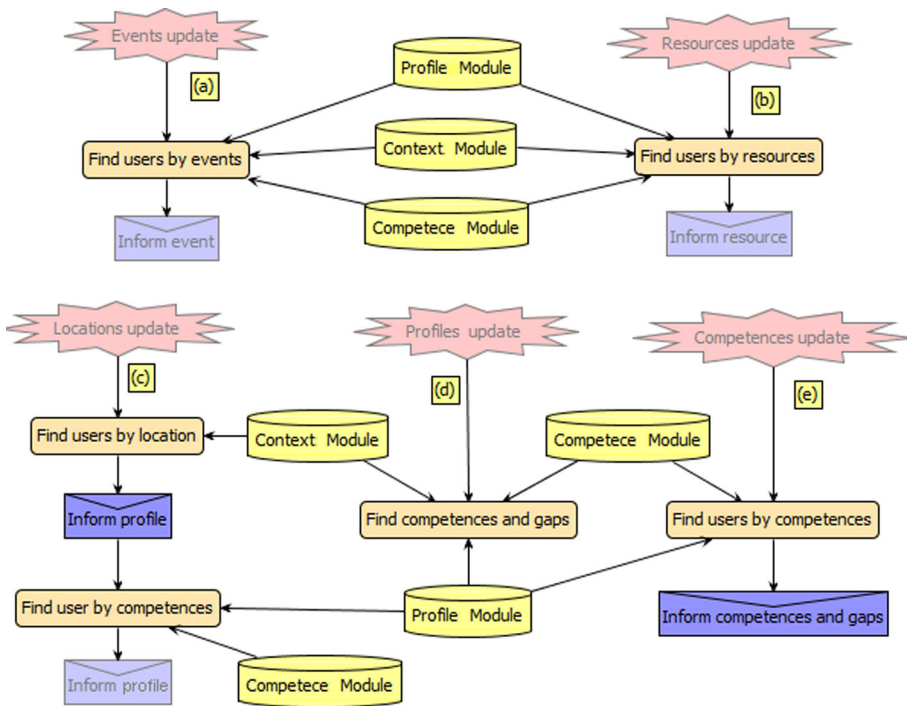 Events update
Resources update
Profile Module
(a)
(b)
Find users by events
Context Module
Find users by resources
Competece Module
Inform event
Inform resource
Locations update
Profiles update
Competences update
(c)
(d)
(e)
Find users by location
Context Module
Competece Module
Inform profile
Find competences and gaps
Find users by competences
Find user by competences
Profile Module
Inform competences and gaps
Inform profile
Competece Module